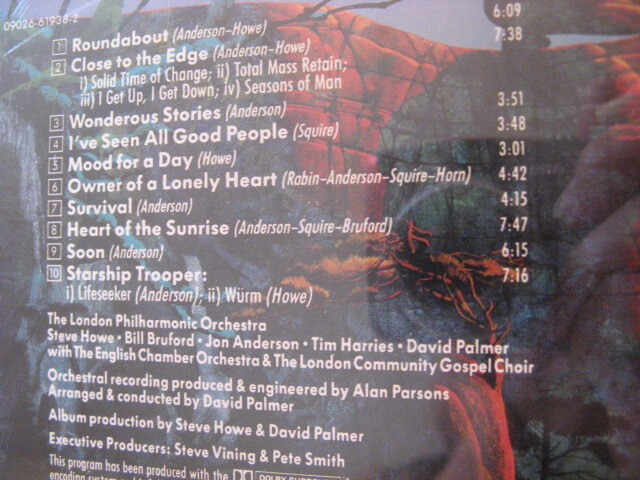 09026-61938-2
1 Roundabout (Anderson–Howe) 6:09
2 Close to the Edge (Anderson–Howe) 7:38
i) Solid Time of Change; ii) Total Mass Retain;
iii) I Get Up, I Get Down; iv) Seasons of Man
3 Wonderous Stories (Anderson) 3:51
4 I've Seen All Good People (Squire) 3:48
5 Mood for a Day (Howe) 3:01
6 Owner of a Lonely Heart (Rabin–Anderson–Squire–Horn) 4:42
7 Survival (Anderson) 4:15
8 Heart of the Sunrise (Anderson–Squire–Bruford) 7:47
9 Soon (Anderson) 6:15
10 Starship Trooper: 7:16
i) Lifeseeker (Anderson); ii) Würm (Howe)
The London Philharmonic Orchestra
Steve Howe • Bill Bruford • Jon Anderson • Tim Harries • David Palmer
with The English Chamber Orchestra & The London Community Gospel Choir
Orchestral recording produced & engineered by Alan Parsons
Arranged & conducted by David Palmer
Album production by Steve Howe & David Palmer
Executive Producers: Steve Vining & Pete Smith
This program has been produced with the DOLBY SURROUND
encoding system